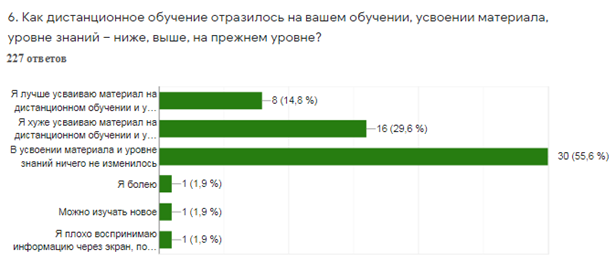 6. Как дистанционное обучение отразилось на вашем обучении, усвоении материала,
уровне знаний – ниже, выше, на прежнем уровне?
227 ответов
Я лучше усваиваю материал на
дистанционном обучении и у…
8 (14,8 %)
Я хуже усваиваю материал на
дистанционном обучении и у…
16 (29,6 %)
В усвоении материала и уровне
знаний ничего не изменилось
30 (55,6 %)
Я болею
1 (1,9 %)
Можно изучать новое
1 (1,9 %)
Я плохо воспринимаю
информацию через экран, по…
1 (1,9 %)